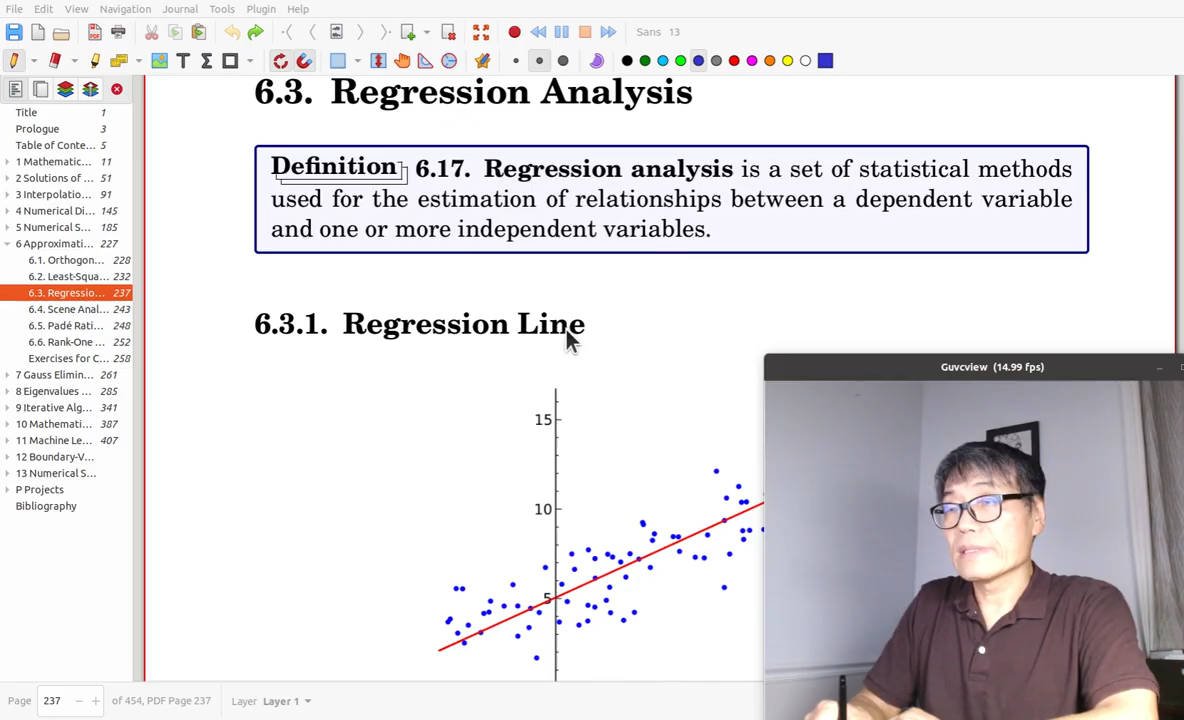 File Edit View Navigation Journal Tools Plugin Help
Sans 13
Title 1
Prologue 3
Table of Conte... 5
1 Mathematic... 11
2 Solutions of ... 51
3 Interpolatio... 91
4 Numerical Di... 145
5 Numerical S... 185
6 Approximati... 227
6.1. Orthogon... 228
6.2. Least-Squa... 232
6.3. Regressio... 237
6.4. Scene Anal... 243
6.5. Padé Rati... 248
6.6. Rank-One ... 252
Exercises for C... 258
7 Gauss Elimin... 261
8 Eigenvalues ... 285
9 Iterative Alg... 341
10 Mathemati... 387
11 Machine Le... 407
12 Boundary-V...
13 Numerical S...
P Projects
Bibliography
6.3. Regression Analysis
Definition 6.17. Regression analysis is a set of statistical methods
used for the estimation of relationships between a dependent variable
and one or more independent variables.
6.3.1. Regression Line
15
10
5
Guvcview (14.99 fps)
Page 237 of 454, PDF Page 237 Layer Layer 1